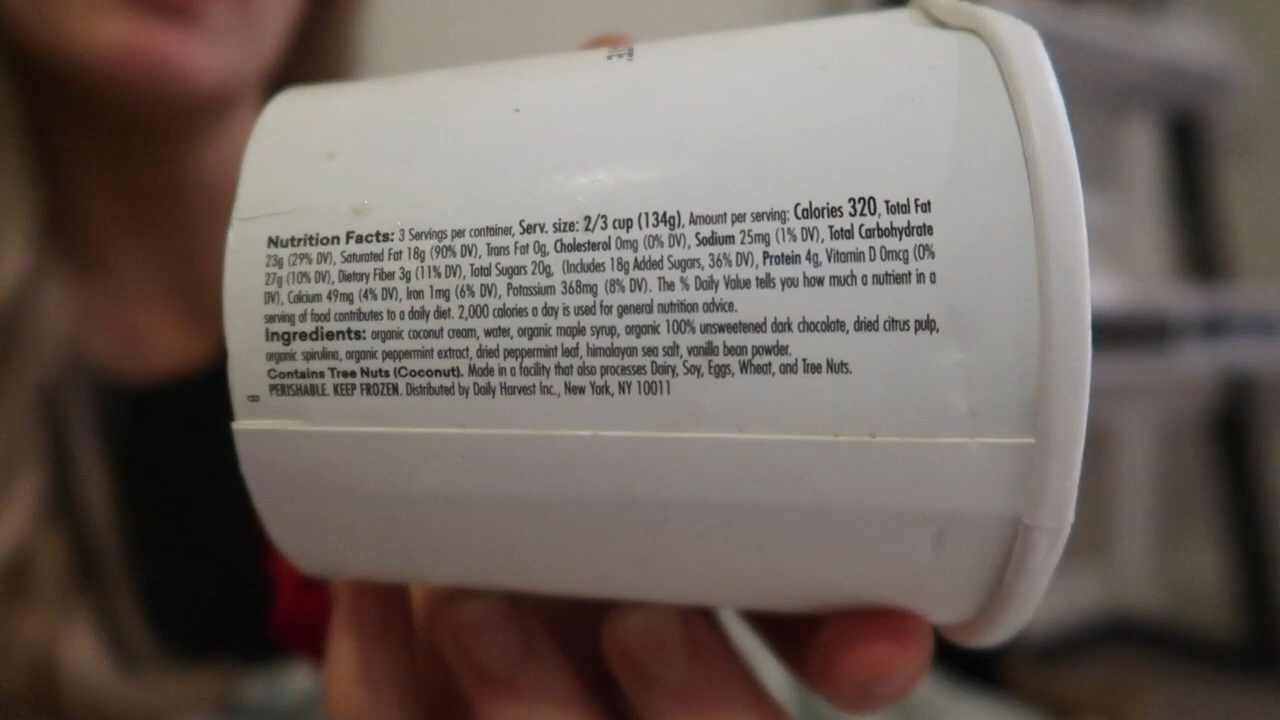 Nutrition Facts: 3 Servings per container, Serv. size: 2/3 cup (134g), Amount per serving: Calories 320, Total Fat
23g (29% DV), Saturated Fat 18g (90% DV), Trans Fat 0g, Cholesterol 0mg (0% DV), Sodium 25mg (1% DV), Total Carbohydrate
27g (10% DV), Dietary Fiber 3g (11% DV), Total Sugars 20g, (Includes 18g Added Sugars, 36% DV), Protein 4g, Vitamin D 0mcg (0%
DV), Calcium 49mg (4% DV), Iron 1mg (6% DV), Potassium 368mg (8% DV). The % Daily Value tells you how much a nutrient in a
serving of food contributes to a daily diet. 2,000 calories a day is used for general nutrition advice.
Ingredients: organic coconut cream, water, organic maple syrup, organic 100% unsweetened dark chocolate, dried citrus pulp,
organic spirulina, organic peppermint extract, dried peppermint leaf, himalayan sea salt, vanilla bean powder.
Contains Tree Nuts (Coconut). Made in a facility that also processes Dairy, Soy, Eggs, Wheat, and Tree Nuts.
PERISHABLE. KEEP FROZEN. Distributed by Daily Harvest Inc., New York, NY 10011